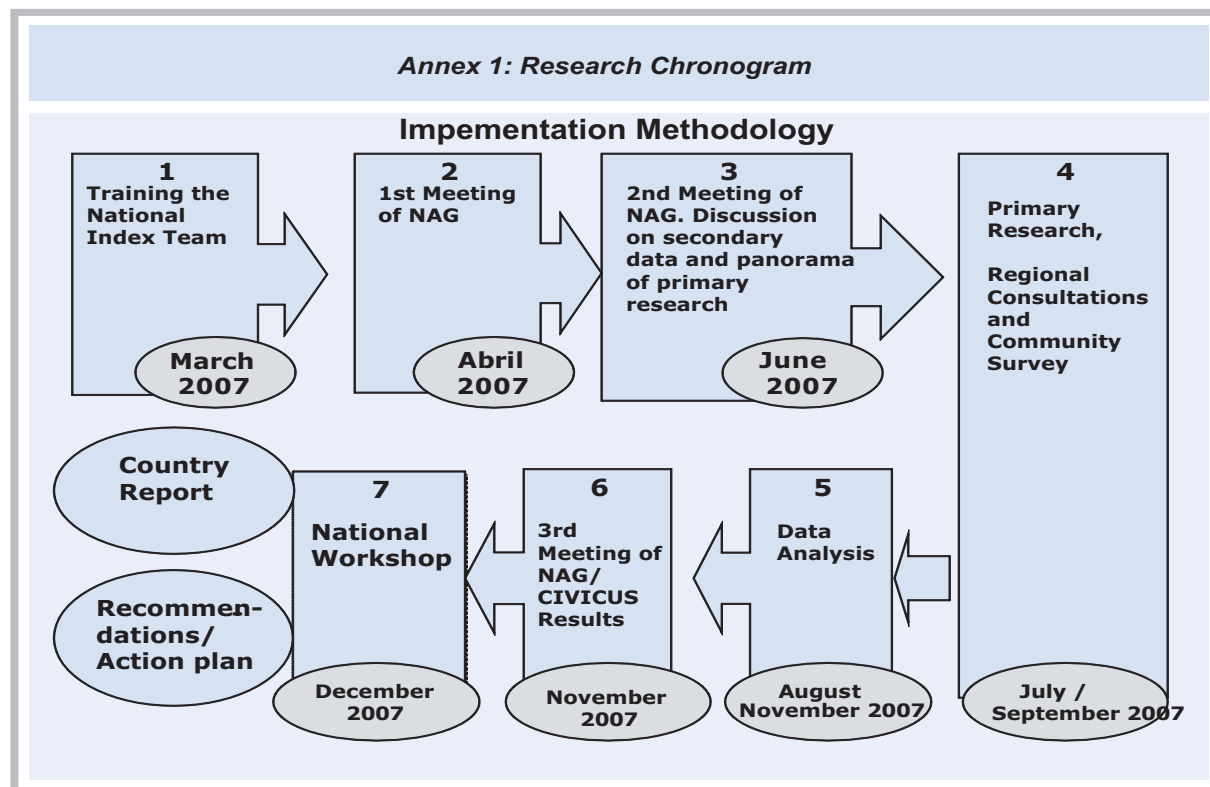 Annex 1: Research Chronogram
Impementation Methodology
1
Training the
National
Index Team
March
2007
2
1st Meeting
of NAG
Abril
2007
3
2nd Meeting of
NAG. Discussion
on secondary
data and panorama
of primary
research
June
2007
4
Primary
Research,
Regional
Consultations
and
Community
Survey
July /
September 2007
5
Data
Analysis
August
November 2007
6
3rd
Meeting of
NAG/
CIVICUS
Results
November
2007
7
National
Workshop
December
2007
Country
Report
Recommen-
dations/
Action plan